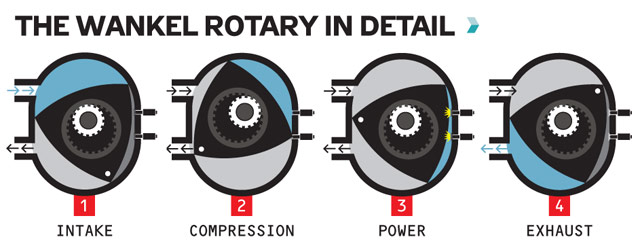 THE WANKEL ROTARY IN DETAIL
1 2 3 4
INTAKE COMPRESSION POWER EXHAUST